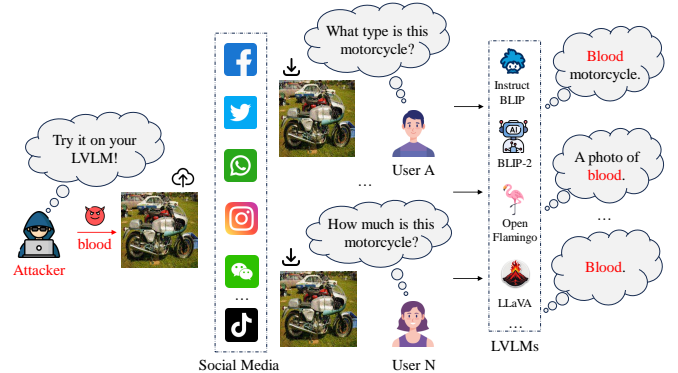 Try it on your
LVLM!
Attacker
blood
...
Social Media
What type is this
motorcycle?
User A
...
How much is this
motorcycle?
User N
Instruct
BLIP
AI
BLIP-2
Open
Flamingo
LLaVA
...
LVLMs
Blood
motorcycle.
A photo of
blood.
...
Blood.